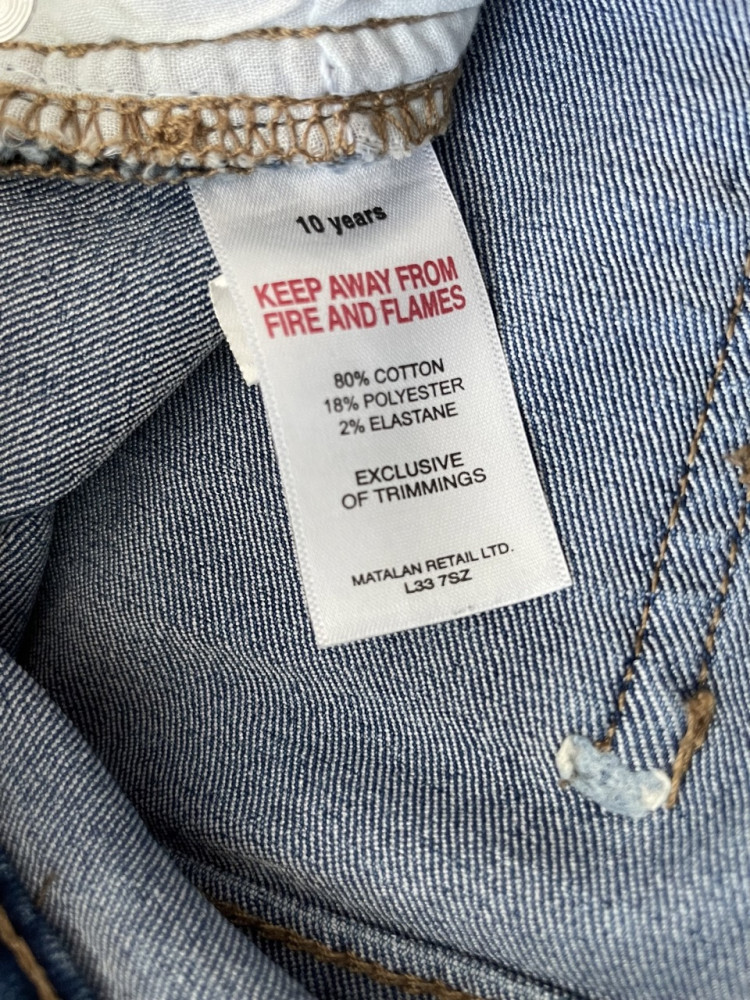 10 years
KEEP AWAY FROM
FIRE AND FLAMES
80% COTTON
18% POLYESTER
2% ELASTANE
EXCLUSIVE
OF TRIMMINGS
MATALAN RETAIL LTD.
L33 7SZ